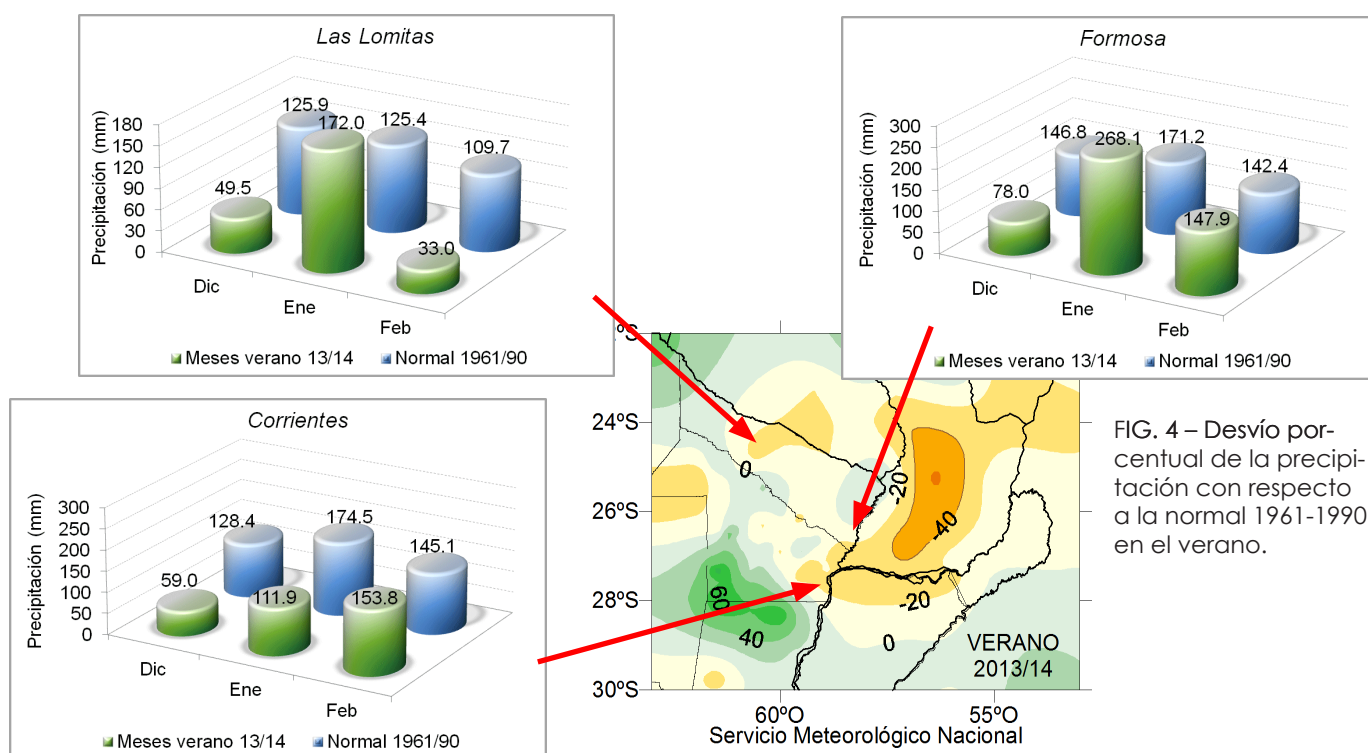 Las Lomitas
Precipitación (mm)
180
150
120
90
60
30
0
49.5
125.9
172.0
125.4
33.0
109.7
Dic
Ene
Feb
Meses verano 13/14
Normal 1961/90
Formosa
Precipitación (mm)
300
250
200
150
100
50
0
78.0
146.8
268.1
171.2
147.9
142.4
Dic
Ene
Feb
Meses verano 13/14
Normal 1961/90
Corrientes
Precipitación (mm)
300
250
200
150
100
50
0
59.0
128.4
111.9
174.5
153.8
145.1
Dic
Ene
Feb
Meses verano 13/14
Normal 1961/90
ºS
24°S
26°S
28°S
30°S
0
-20
-40
-20
60
40
0
VERANO
2013/14
60ºO
55ºO
Servicio Meteorológico Nacional
FIG. 4 – Desvío por-
centual de la precipi-
tación con respecto
a la normal 1961-1990
en el verano.